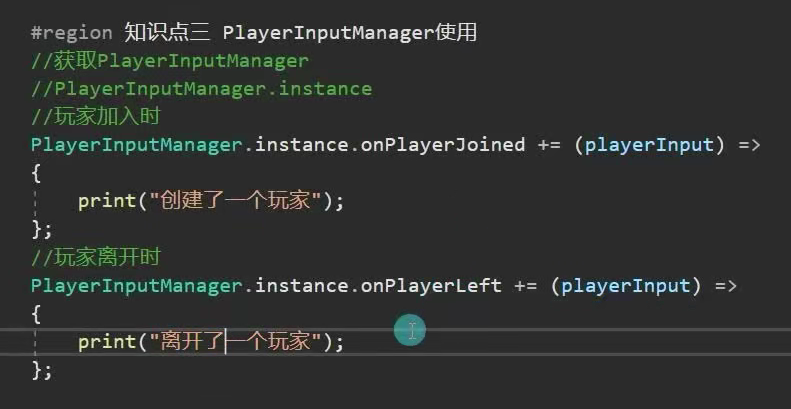 #region 知识点三 PlayerInputManager使用
//获取PlayerInputManager
//PlayerInputManager.instance
//玩家加入时
PlayerInputManager.instance.onPlayerJoined += (playerInput) =>
{
    print("创建了一个玩家");
};
//玩家离开时
PlayerInputManager.instance.onPlayerLeft += (playerInput) =>
{
    print("离开了一个玩家");
};